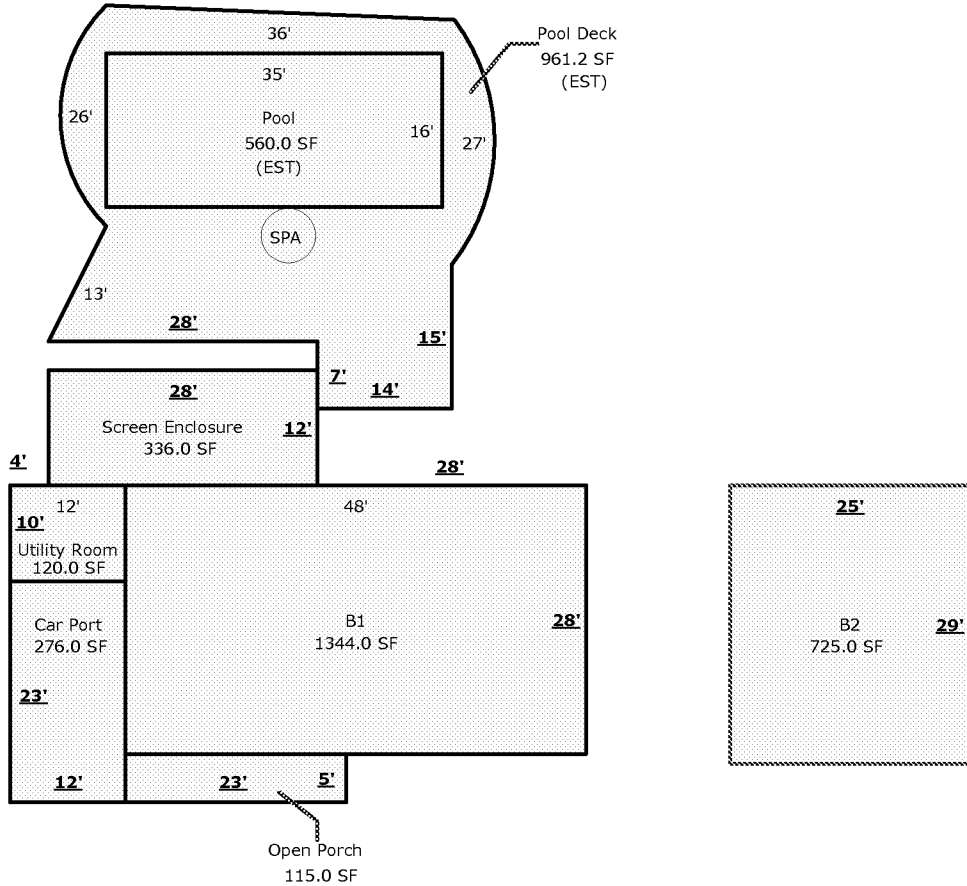 36'
Pool Deck
961.2 SF
(EST)
35'
26'
Pool
560.0 SF
(EST)
16'
27'
SPA
13'
28'
15'
7'
14'
28'
Screen Enclosure
336.0 SF
12'
4'
28'
12'
10'
Utility Room
120.0 SF
48'
25'
Car Port
276.0 SF
B1
1344.0 SF
28'
B2
725.0 SF
29'
23'
12'
23'
5'
Open Porch
115.0 SF